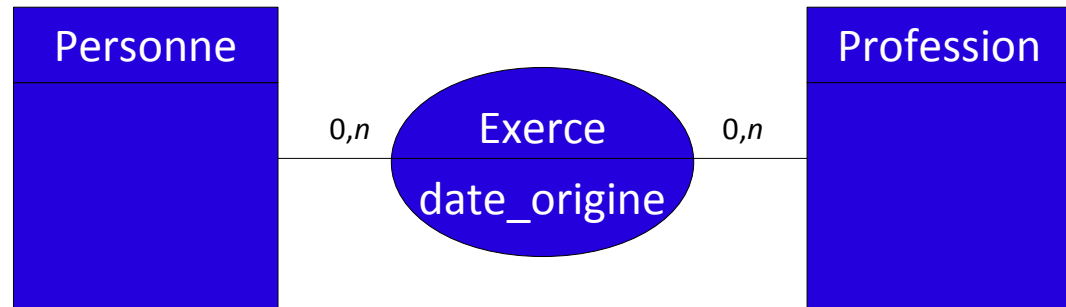 Personne
Profession
0,n
Exerce
0,n
date_origine